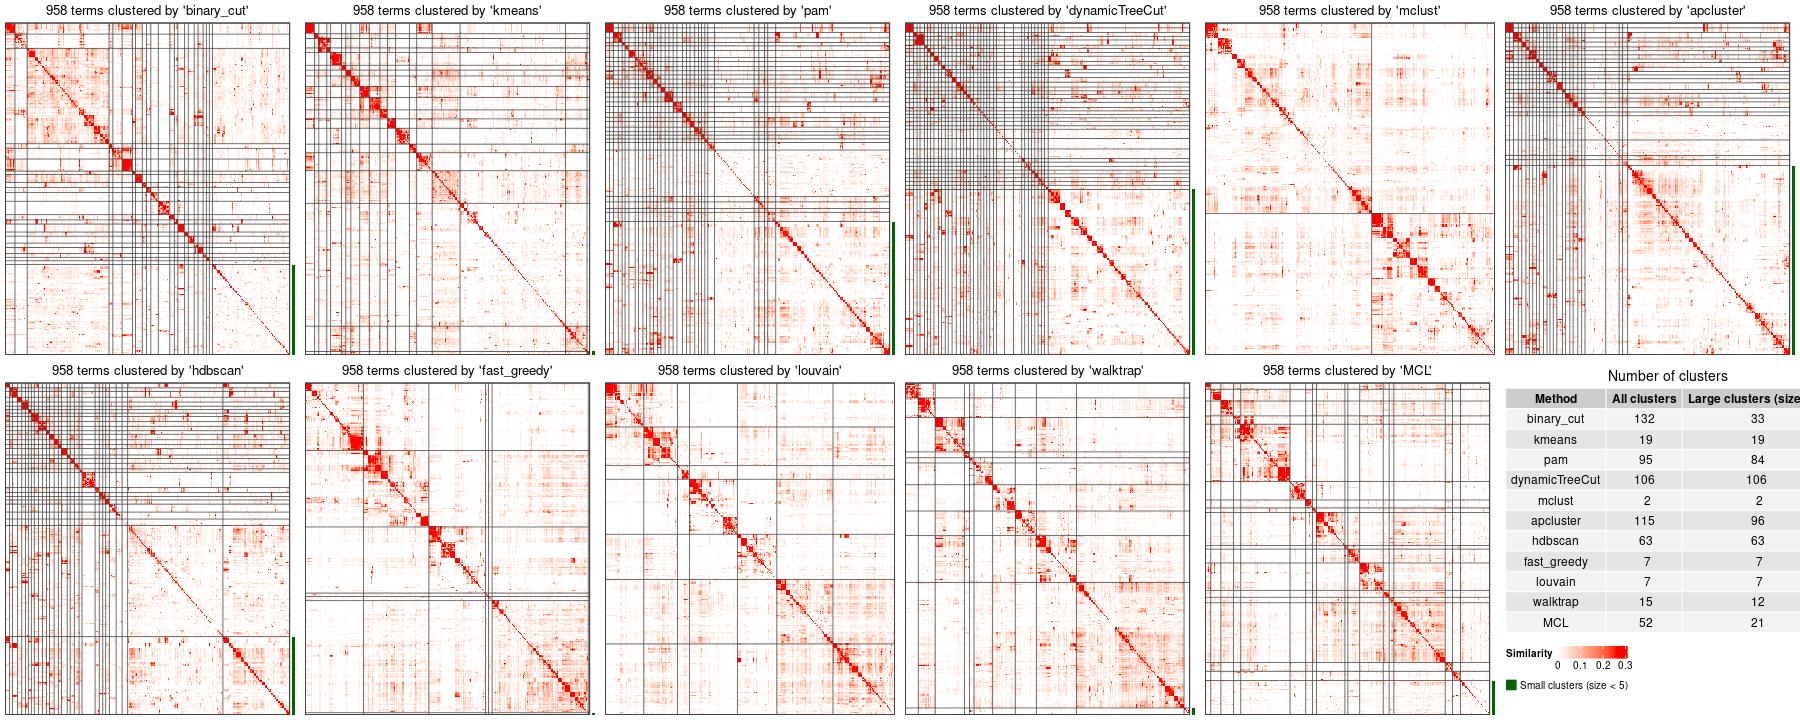 958 terms clustered by 'binary_cut'
958 terms clustered by 'kmeans'
958 terms clustered by 'pam'
958 terms clustered by 'dynamicTreeCut'
958 terms clustered by 'mclust'
958 terms clustered by 'apcluster'
958 terms clustered by 'hdbscan'
958 terms clustered by 'fast_greedy'
958 terms clustered by 'louvain'
958 terms clustered by 'walktrap'
958 terms clustered by 'MCL'
Number of clusters
Method All clusters Large clusters (size
binary_cut 132 33
kmeans 19 19
pam 95 84
dynamicTreeCut 106 106
mclust 2 2
apcluster 115 96
hdbscan 63 63
fast_greedy 7 7
louvain 7 7
walktrap 15 12
MCL 52 21
Similarity
0 0.1 0.2 0.3
Small clusters (size < 5)